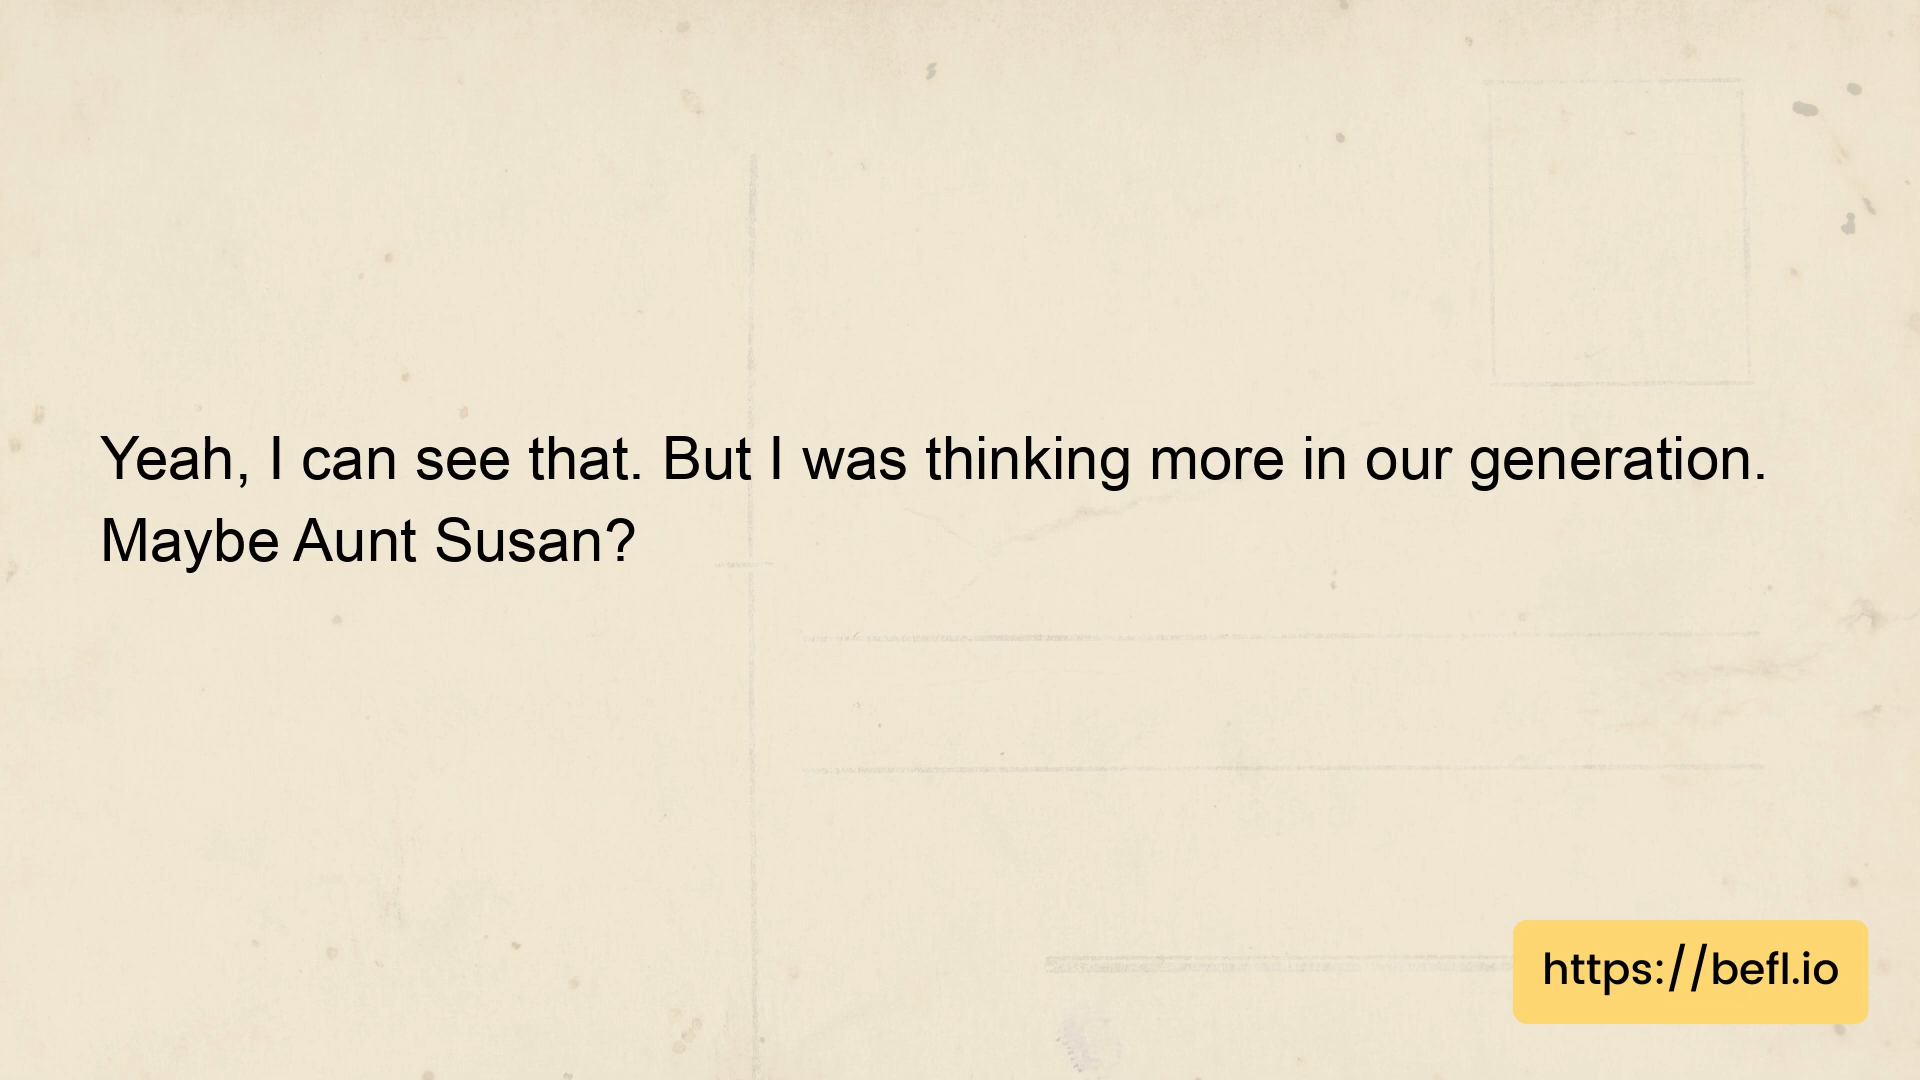 Yeah, I can see that. But I was thinking more in our generation.
Maybe Aunt Susan?
https://befl.io